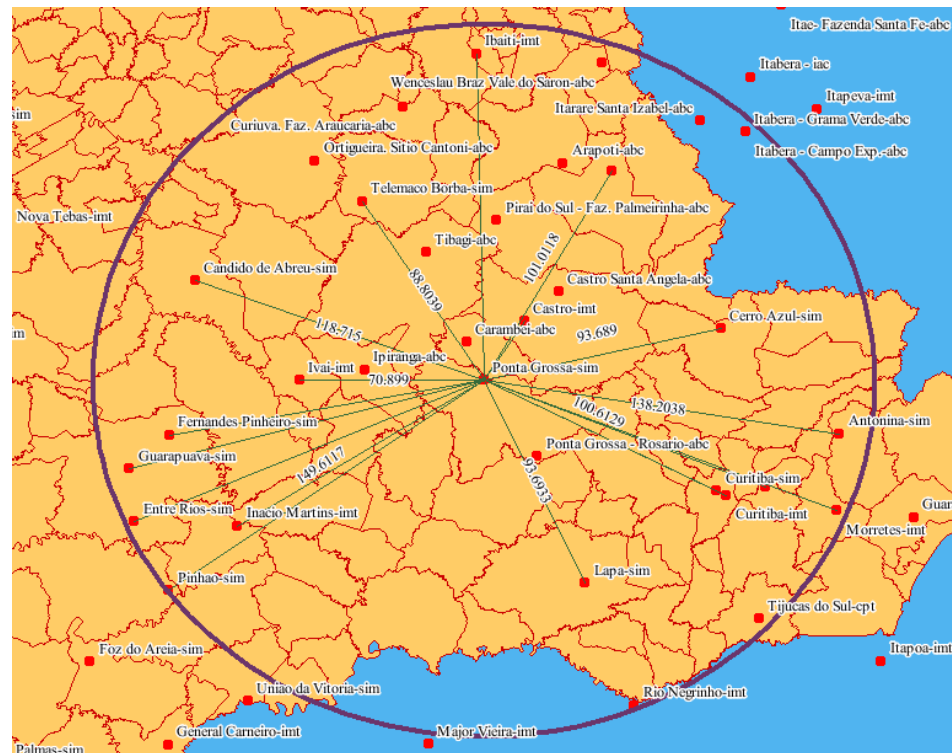 Itae- Fazenda Santa Fe-abc
Ibaiti-imt
Itabera - iac
Wenceslau Braz Vale do Saron-abc
Itapeva-imt
sim
Itarare Santa Izabel-abc
Itabera - Grama Verde-abc
Curiuva. Faz. Araucaria-abc
Itabera - Campo Exp.-abc
Ortigueira. Sitio Cantoni-abc
Arapoti-abc
Telemaco Borba-sim
Nova Tebas-imt
Pirai do Sul - Faz. Palmeirinha-abc
Tibagi-abc
101.0118
Candido de Abreu-sim
88.8039
Castro Santa Angela-abc
Castro-imt
Cerro Azul-sim
118.715
Carambei-abc
93.689
im
Ipiranga-abc
Ivai-imt
70.899
Ponta Grossa-sim
138.2038
100.6129
Fernandes Pinheiro-sim
Antonina-sim
Ponta Grossa - Rosario-abc
Guarapuava-sim
149.6117
93.6933
Curitiba-sim
Entre Rios-sim
Inacio Martins-imt
Curitiba-imt
Guar
Morretes-imt
Pinhao-sim
Lapa-sim
Tijucas do Sul-cpt
Foz do Areia-sim
Itapoa-imt
União da Vitoria-sim
Rio Negrinho-imt
General Carneiro-imt
Major Vieira-imt
Palmas-sim